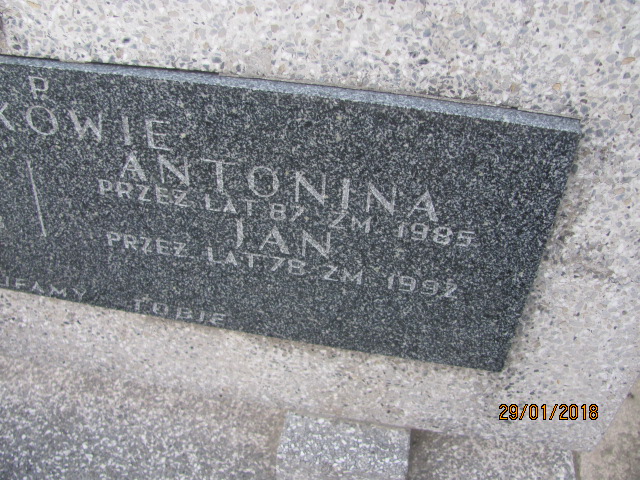 P
KOWIE
ANTONINA
PRZEŻ. LAT 87 ZM. 1985
JAN
PRZEŻ. LAT 78 ZM. 1992
UFAMY TOBIE
29/01/2018